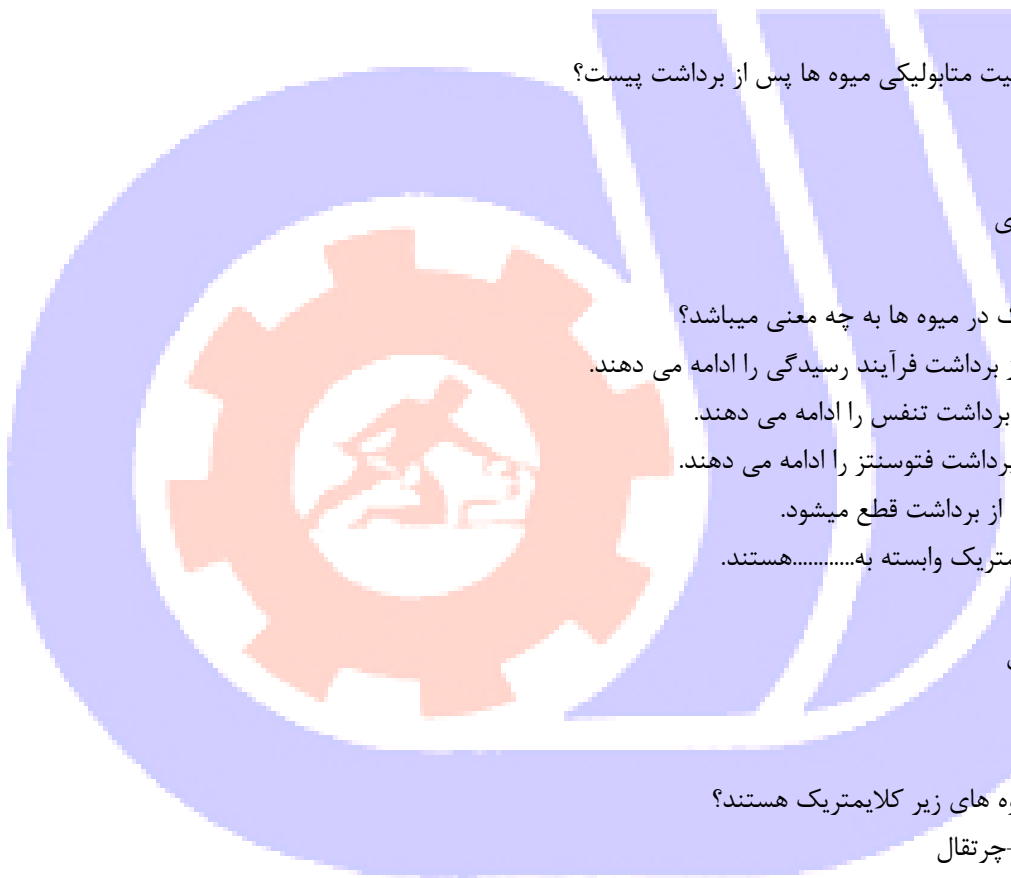 یت متابولیکی میوه ها پس از برداشت پیست؟
ی
ک در میوه ها به چه معنی میباشد؟
ز برداشت فرآیند رسیدگی را ادامه می دهند.
برداشت تنفس را ادامه می دهند.
برداشت فتوسنتز را ادامه می دهند.
از برداشت قطع میشود.
متریک وابسته به............هستند.
وه های زیر کلایمتریک هستند؟
-چرتقال